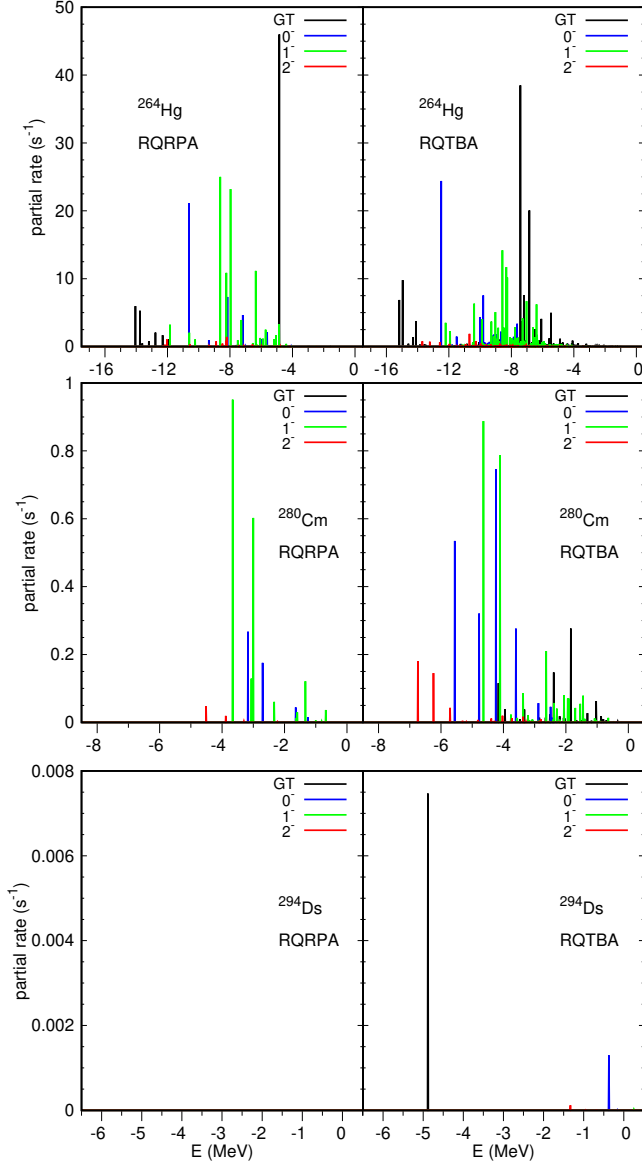 50
40
30
20
10
0
partial rate (s⁻¹)
GT
0⁻
1⁻
2⁻
²⁶⁴Hg
RQRPA
-16 -12 -8 -4
GT
0⁻
1⁻
2⁻
²⁶⁴Hg
RQTBA
-16 -12 -8 -4 0
1
0.8
0.6
0.4
0.2
0
partial rate (s⁻¹)
GT
0⁻
1⁻
2⁻
²⁸⁰Cm
RQRPA
-8 -6 -4 -2 0
GT
0⁻
1⁻
2⁻
²⁸⁰Cm
RQTBA
-8 -6 -4 -2 0
0.008
0.006
0.004
0.002
0
partial rate (s⁻¹)
GT
0⁻
1⁻
2⁻
²⁹⁴Ds
RQRPA
-6 -5 -4 -3 -2 -1 0
E (MeV)
GT
0⁻
1⁻
2⁻
²⁹⁴Ds
RQTBA
-6 -5 -4 -3 -2 -1 0
E (MeV)